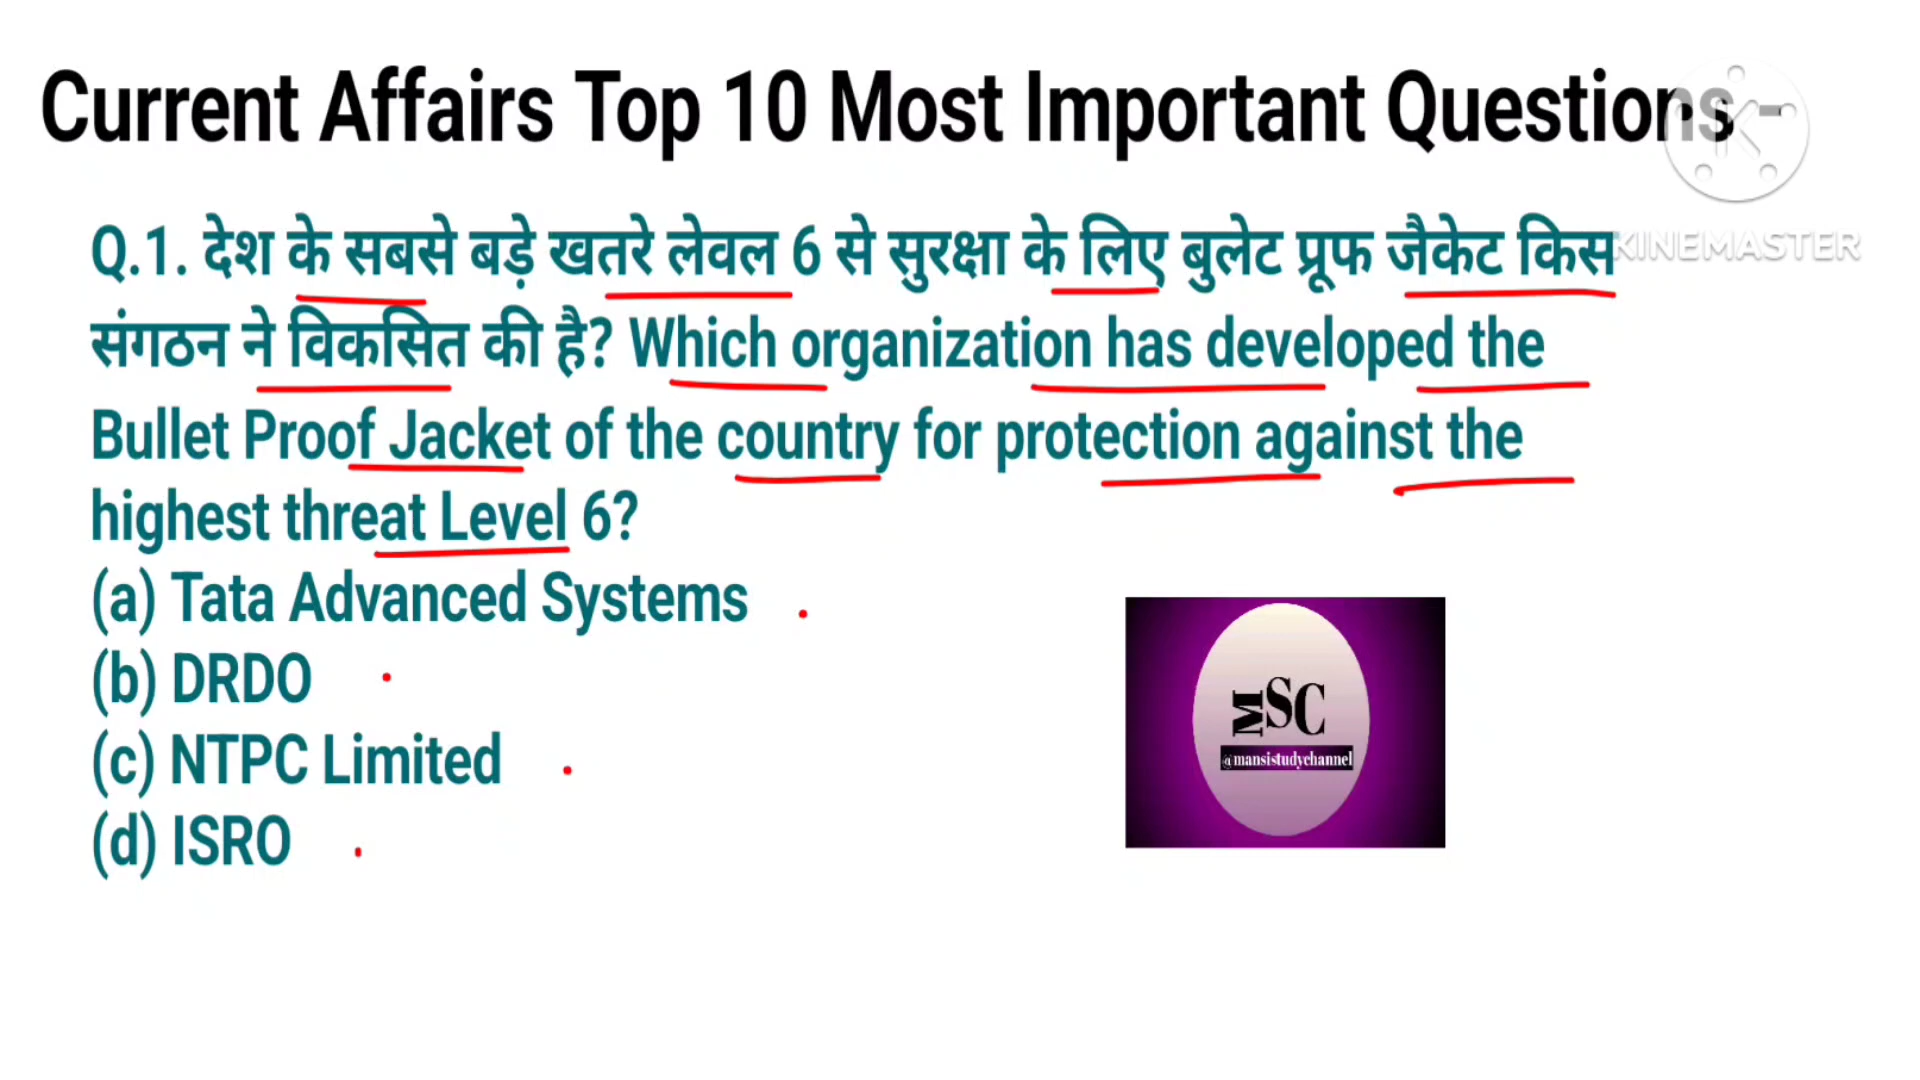 Current Affairs Top 10 Most Important Questions -
KINEMASTER
Q.1. देश के सबसे बड़े खतरे लेवल 6 से सुरक्षा के लिए बुलेट प्रूफ जैकेट किस
संगठन ने विकसित की है? Which organization has developed the
Bullet Proof Jacket of the country for protection against the
highest threat Level 6?
(a) Tata Advanced Systems
(b) DRDO
(c) NTPC Limited
(d) ISRO
MSC
@mansistudychannel